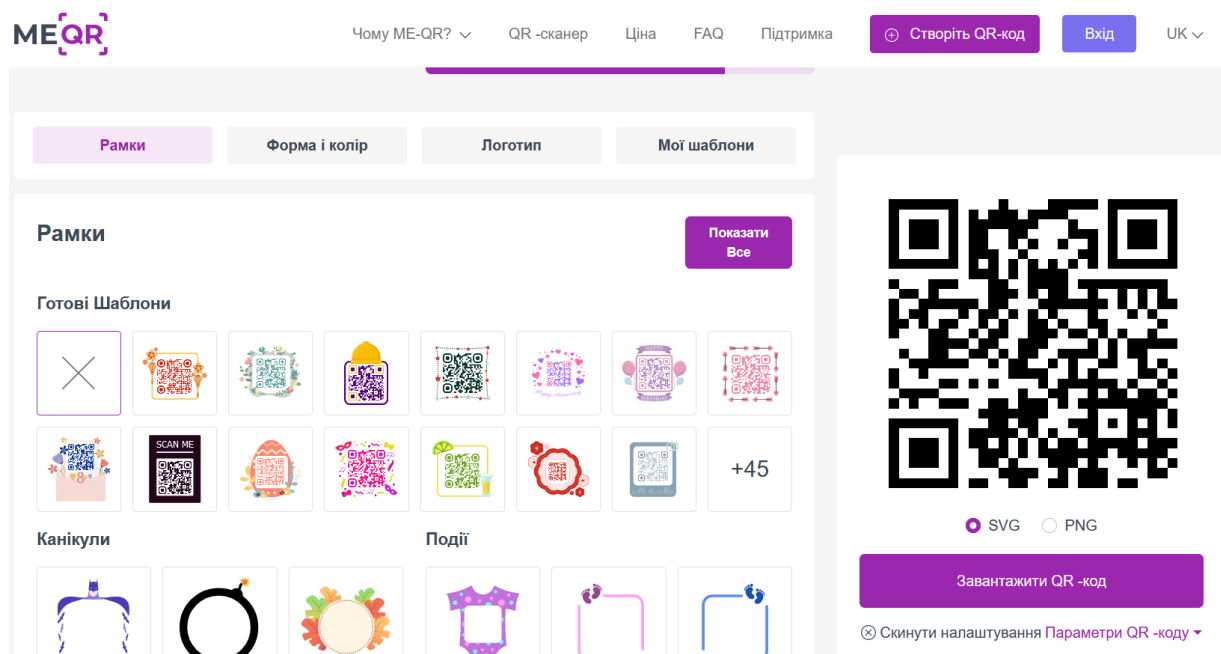 MEQR
Чому ME-QR?
QR -сканер
Ціна
FAQ
Підтримка
Створіть QR-код
Вхід
UK
Рамки
Форма і колір
Логотип
Мої шаблони
Рамки
Показати
Все
Готові Шаблони
SCAN ME
8
+45
Канікули
Події
SVG
PNG
Завантажити QR -код
Скинути налаштування Параметри QR -коду